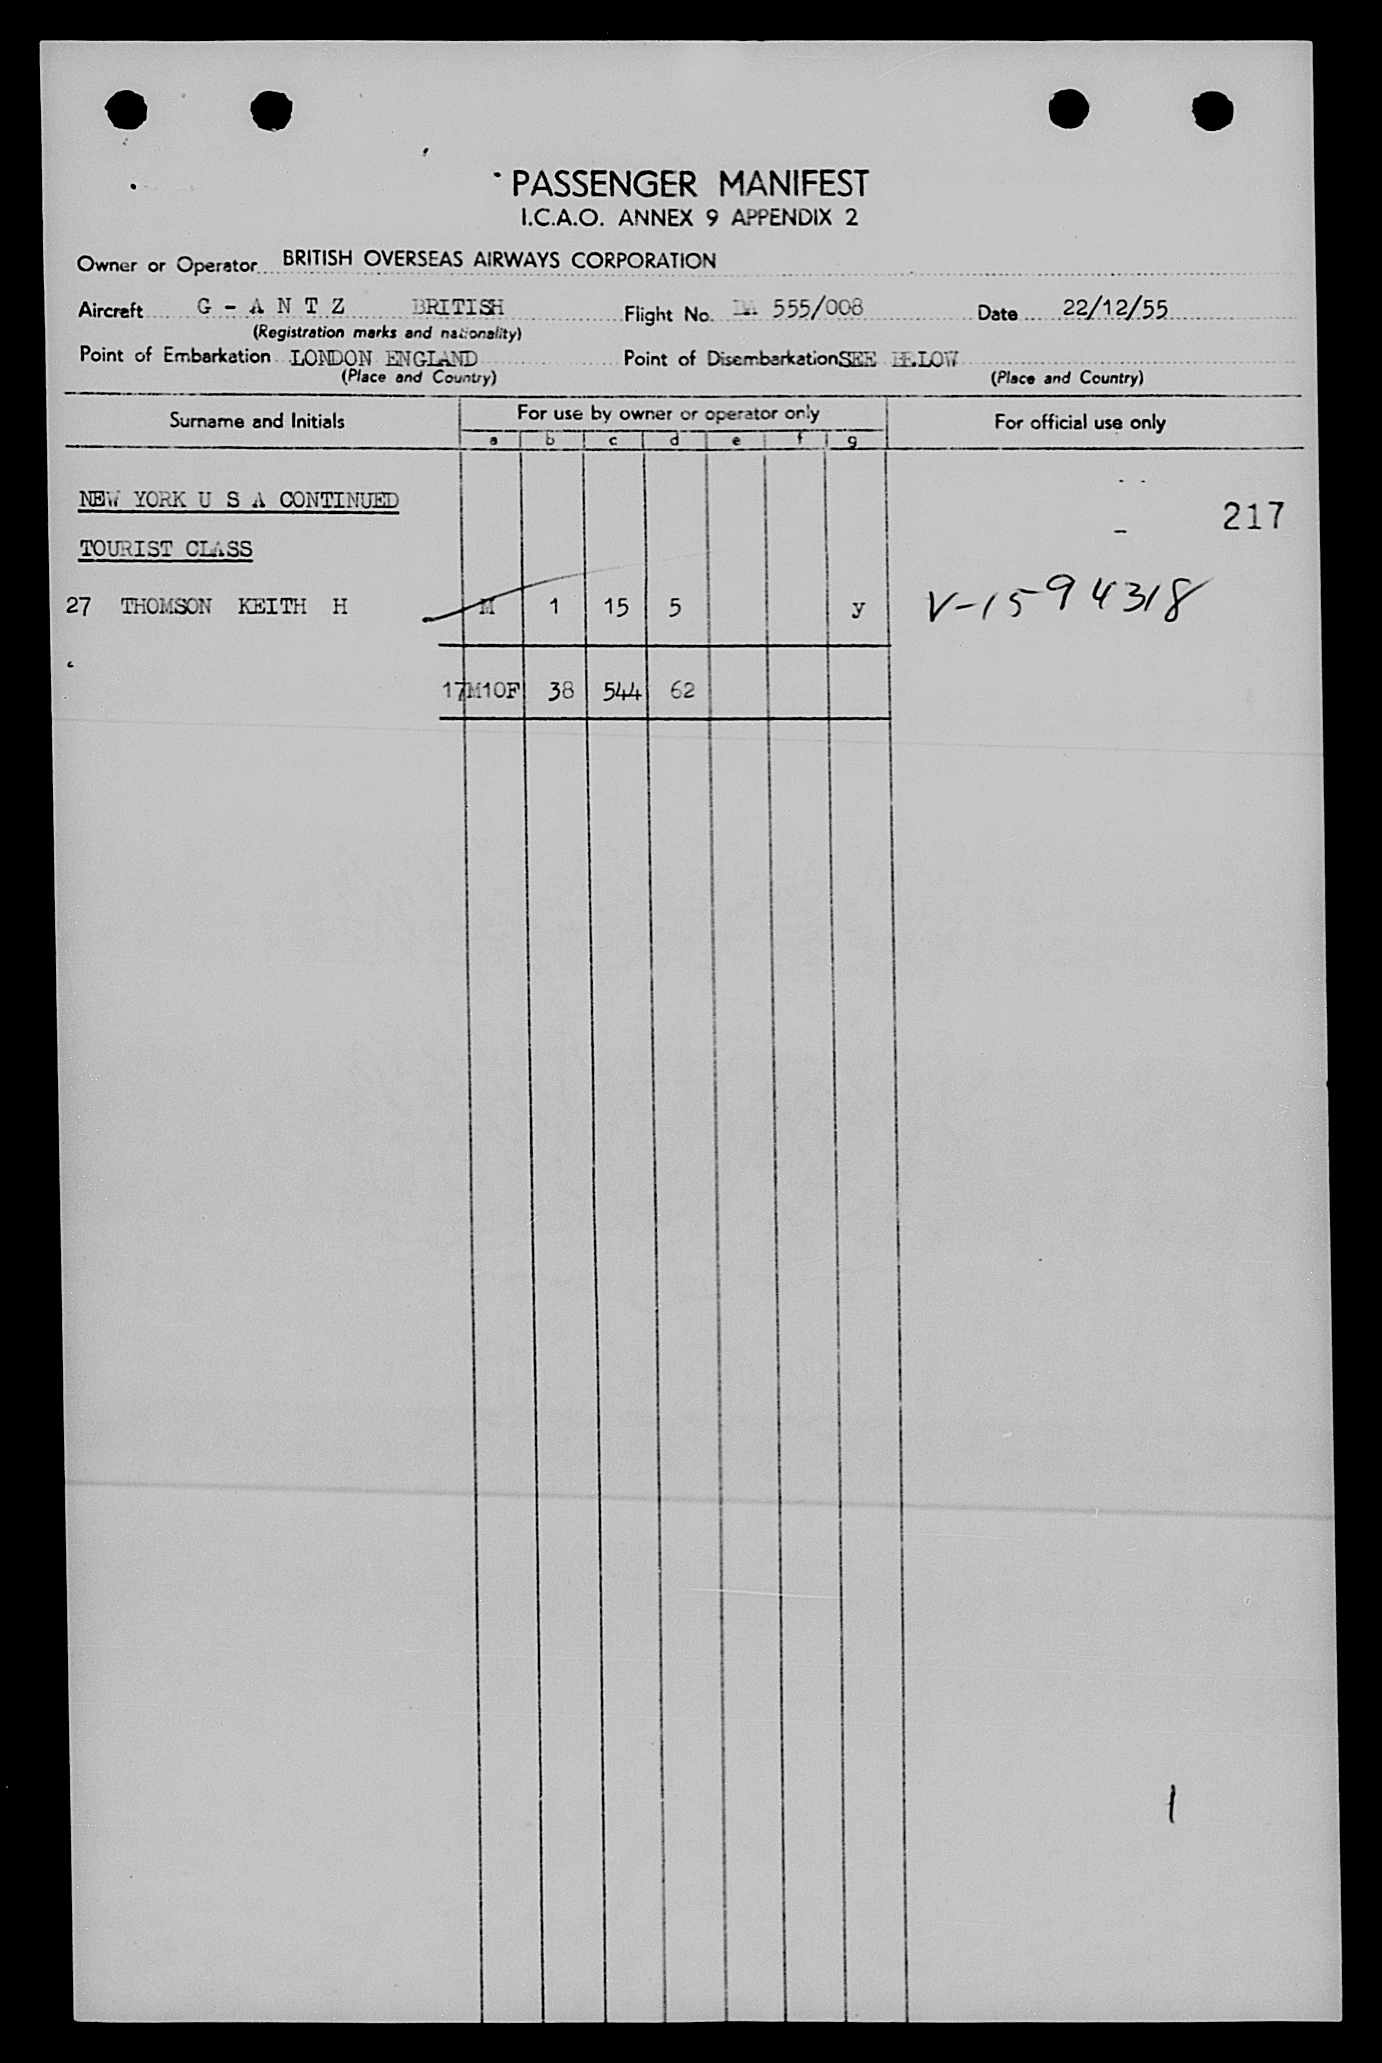 PASSENGER MANIFEST
I.C.A.O. ANNEX 9 APPENDIX 2
Owner or Operator BRITISH OVERSEAS AIRWAYS CORPORATION
Aircraft G - A N T Z BRITISH Flight No. BA 555/008 Date 22/12/55
(Registration marks and nationality)
Point of Embarkation LONDON ENGLAND Point of Disembarkation SEE BELOW
(Place and Country) (Place and Country)
Surname and Initials For use by owner or operator only For official use only
a b c d e f g
NEW YORK U S A CONTINUED
217
TOURIST CLASS
27 THOMSON KEITH H M 1 15 5 y V-1594318
17M10F 38 544 62
1